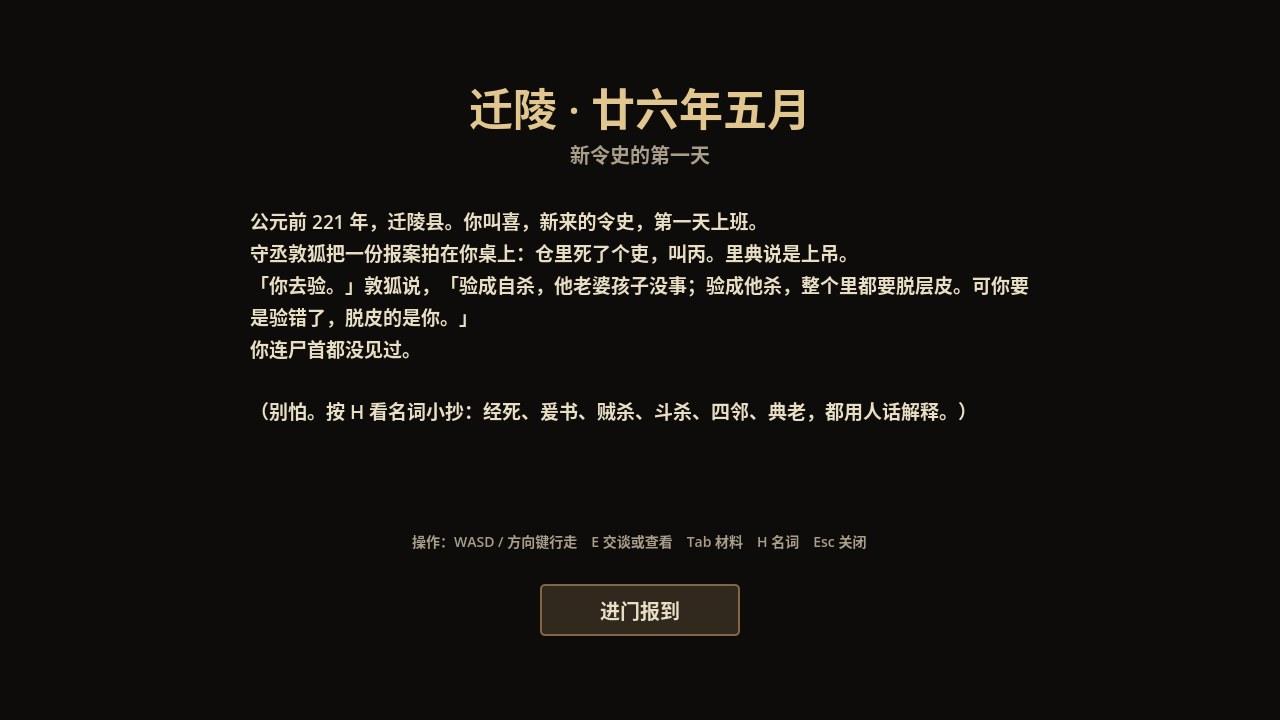 迁陵 · 廿六年五月
新令史的第一天
公元前 221 年，迁陵县。你叫喜，新来的令史，第一天上班。
守丞敦狐把一份报案拍在你桌上：仓里死了个吏，叫丙。里典说是上吊。
「你去验。」敦狐说，「验成自杀，他老婆孩子没事；验成他杀，整个里都要脱层皮。可你要
是验错了，脱皮的是你。」
你连尸首都没见过。
（别怕。按 H 看名词小抄：经死、爰书、贼杀、斗杀、四邻、典老，都用人话解释。）
操作：WASD / 方向键行走　E 交谈或查看　Tab 材料　H 名词　Esc 关闭
进门报到